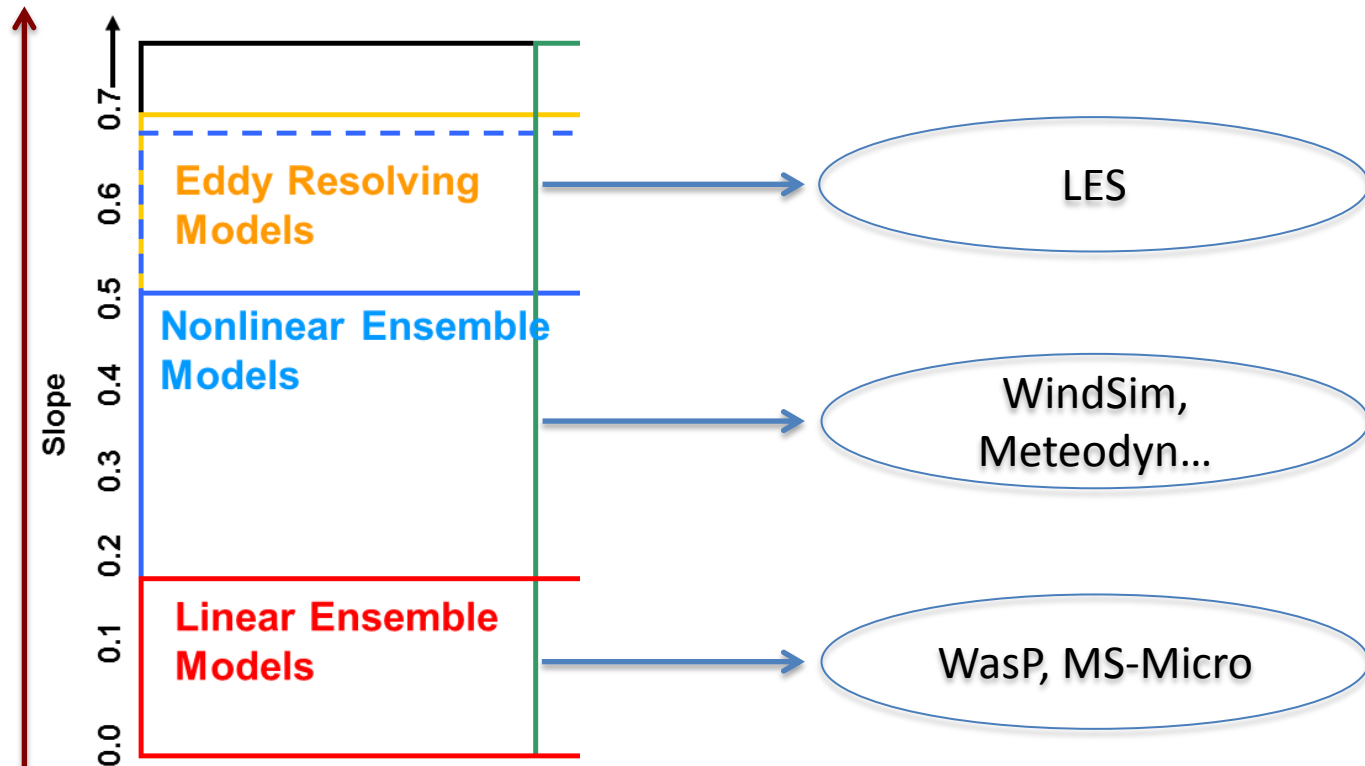 Slope
0.7
0.6
0.5
0.4
0.3
0.2
0.1
0.0
Eddy Resolving
Models
Nonlinear Ensemble
Models
Linear Ensemble
Models
LES
WindSim,
Meteodyn...
WasP, MS-Micro